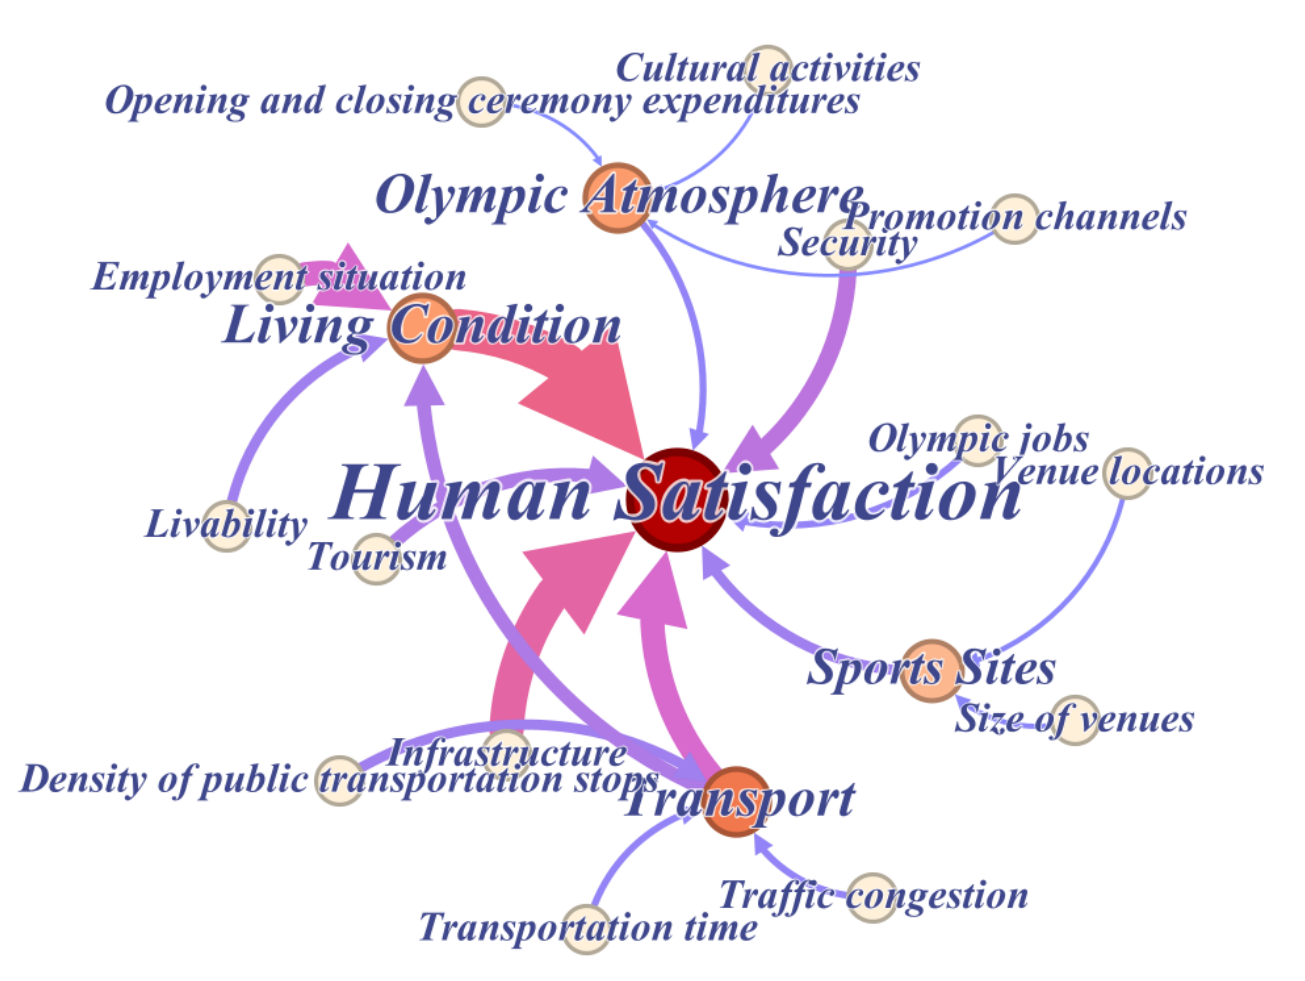 Cultural activities
Opening and closing ceremony expenditures
Olympic Atmosphere
Promotion channels
Security
Employment situation
Living Condition
Olympic jobs
Venue locations
Human Satisfaction
Livability
Tourism
Sports Sites
Size of venues
Infrastructure
Density of public transportation stops
Transport
Traffic congestion
Transportation time